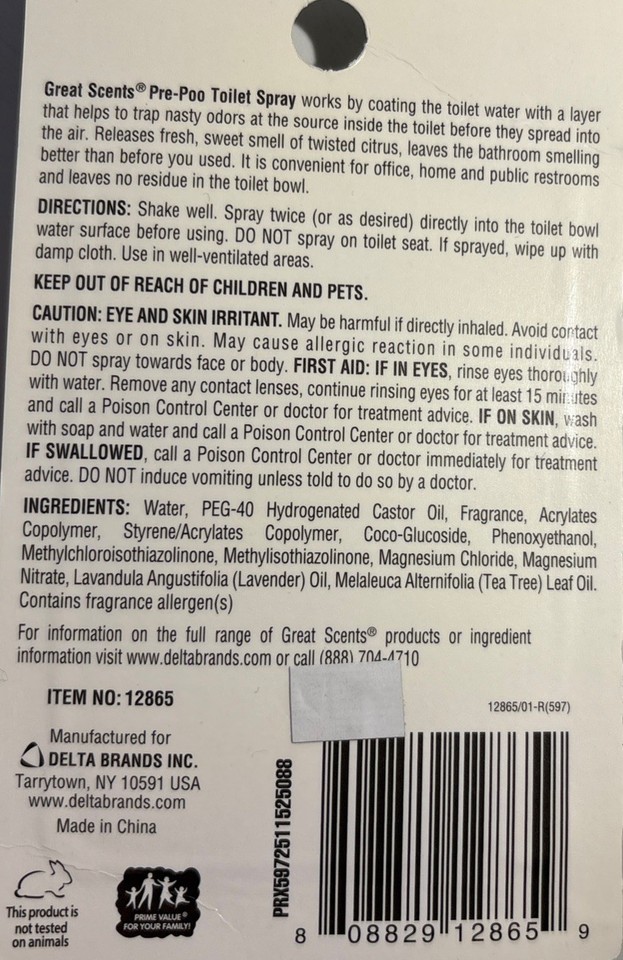 Great Scents® Pre-Poo Toilet Spray works by coating the toilet water with a layer
that helps to trap nasty odors at the source inside the toilet before they spread into
the air. Releases fresh, sweet smell of twisted citrus, leaves the bathroom smelling
better than before you used. It is convenient for office, home and public restrooms
and leaves no residue in the toilet bowl.
DIRECTIONS: Shake well. Spray twice (or as desired) directly into the toilet bowl
water surface before using. DO NOT spray on toilet seat. If sprayed, wipe up with
damp cloth. Use in well-ventilated areas.
KEEP OUT OF REACH OF CHILDREN AND PETS.
CAUTION: EYE AND SKIN IRRITANT. May be harmful if directly inhaled. Avoid contact
with eyes or on skin. May cause allergic reaction in some individuals.
DO NOT spray towards face or body. FIRST AID: IF IN EYES, rinse eyes thoroughly
with water. Remove any contact lenses, continue rinsing eyes for at least 15 minutes
and call a Poison Control Center or doctor for treatment advice. IF ON SKIN, wash
with soap and water and call a Poison Control Center or doctor for treatment advice.
IF SWALLOWED, call a Poison Control Center or doctor immediately for treatment
advice. DO NOT induce vomiting unless told to do so by a doctor.
INGREDIENTS: Water, PEG-40 Hydrogenated Castor Oil, Fragrance, Acrylates
Copolymer, Styrene/Acrylates Copolymer, Coco-Glucoside, Phenoxyethanol,
Methylchloroisothiazolinone, Methylisothiazolinone, Magnesium Chloride, Magnesium
Nitrate, Lavandula Angustifolia (Lavender) Oil, Melaleuca Alternifolia (Tea Tree) Leaf Oil.
Contains fragrance allergen(s)
For information on the full range of Great Scents® products or ingredient
information visit www.deltabrands.com or call (888) 704-4710
ITEM NO: 12865
12865/01-R(597)
Manufactured for
DELTA BRANDS INC.
Tarrytown, NY 10591 USA
www.deltabrands.com
Made in China
This product is
not tested
on animals
PRIME VALUE®
FOR YOUR FAMILY!
PRX5972511525088
8 08829 12865 9